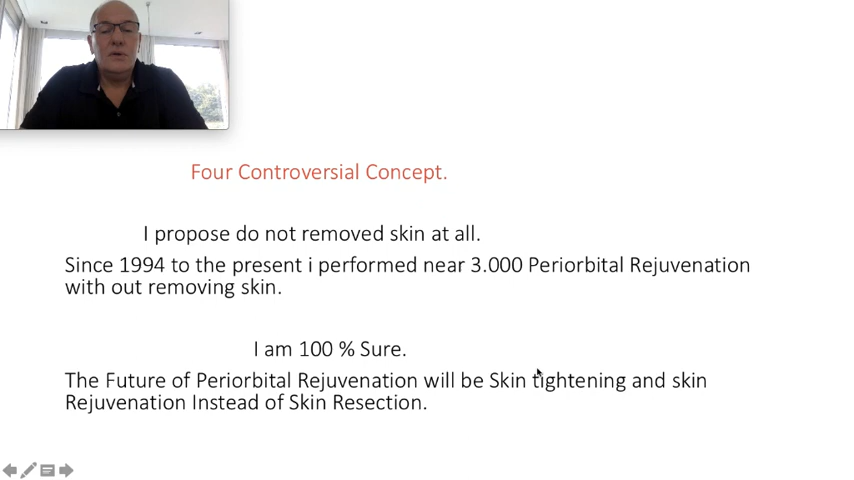 Four Controversial Concept.
I propose do not removed skin at all.
Since 1994 to the present i performed near 3.000 Periorbital Rejuvenation
with out removing skin.
I am 100 % Sure.
The Future of Periorbital Rejuvenation will be Skin tightening and skin
Rejuvenation Instead of Skin Resection.